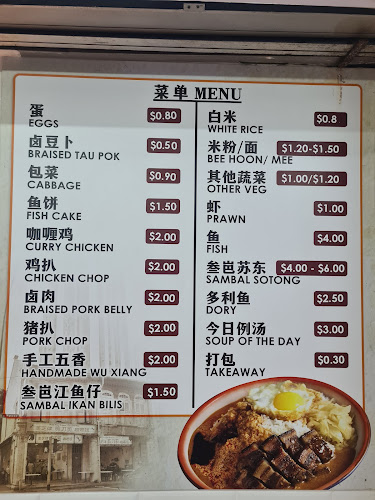 菜单 MENU
蛋 $0.80
EGGS
卤豆卜 $0.50
BRAISED TAU POK
包菜 $0.90
CABBAGE
鱼饼 $1.50
FISH CAKE
咖喱鸡 $2.00
CURRY CHICKEN
鸡扒 $2.00
CHICKEN CHOP
卤肉 $2.00
BRAISED PORK BELLY
猪扒 $2.00
PORK CHOP
手工五香 $2.00
HANDMADE WU XIANG
叁峇江鱼仔 $1.50
SAMBAL IKAN BILIS
白米 $0.8
WHITE RICE
米粉/面 $1.20-$1.50
BEE HOON/ MEE
其他蔬菜 $1.00/$1.20
OTHER VEG
虾 $1.00
PRAWN
鱼 $4.00
FISH
叁峇苏东 $4.00 - $6.00
SAMBAL SOTONG
多利鱼 $2.50
DORY
今日例汤 $3.00
SOUP OF THE DAY
打包 $0.30
TAKEAWAY